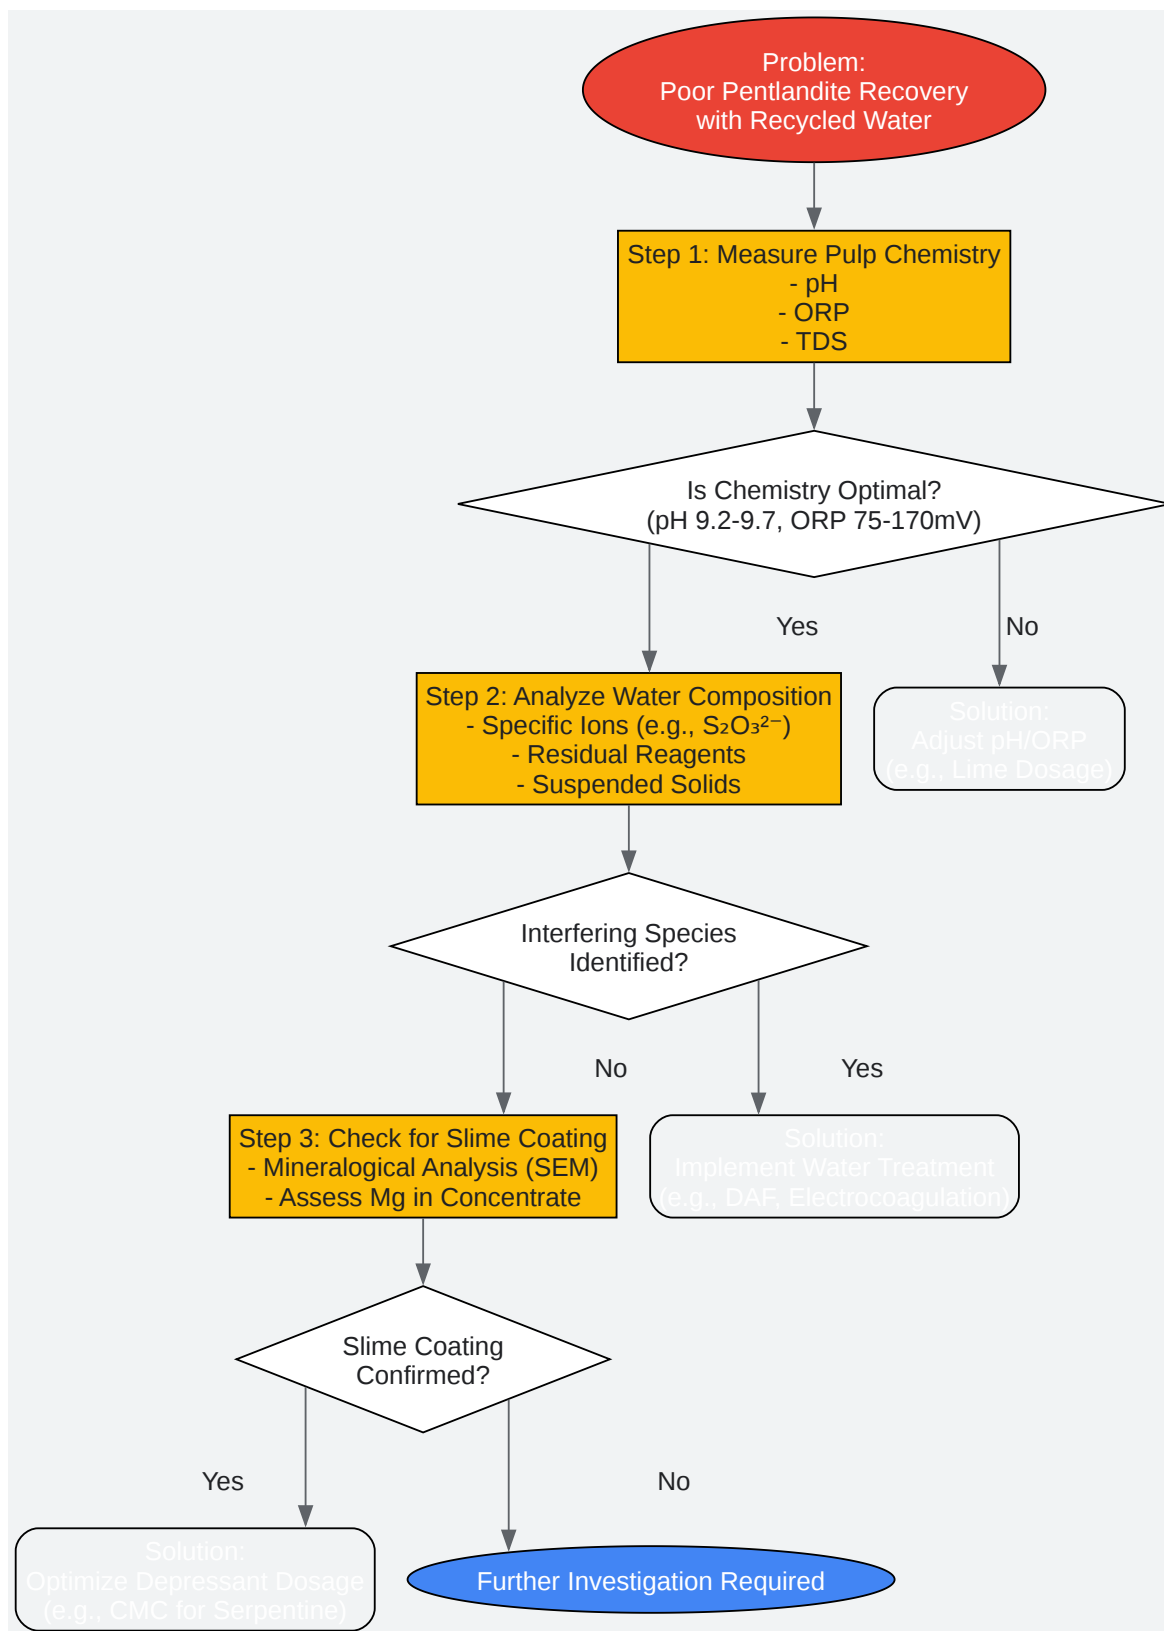 Problem:
Poor Pentlandite Recovery
with Recycled Water
Step 1: Measure Pulp Chemistry
- pH
- ORP
- TDS
Is Chemistry Optimal?
(pH 9.2-9.7, ORP 75-170mV)
Yes
No
Step 2: Analyze Water Composition
- Specific Ions (e.g., S₂O₃²⁻)
- Residual Reagents
- Suspended Solids
Solution:
Adjust pH/ORP
(e.g., Lime Dosage)
Interfering Species
Identified?
No
Yes
Step 3: Check for Slime Coating
- Mineralogical Analysis (SEM)
- Assess Mg in Concentrate
Solution:
Implement Water Treatment
(e.g., DAF, Electrocoagulation)
Slime Coating
Confirmed?
Yes
No
Solution:
Optimize Depressant Dosage
(e.g., CMC for Serpentine)
Further Investigation Required